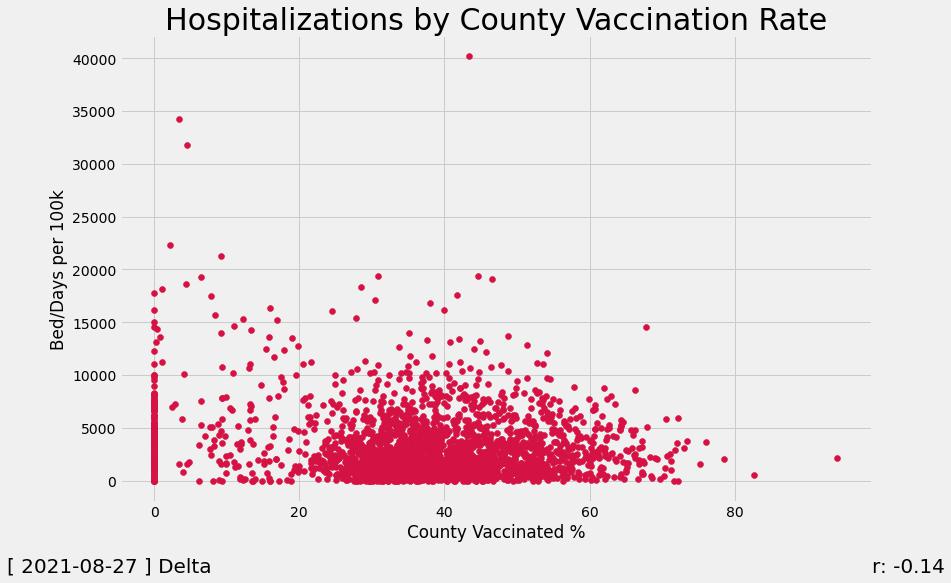 Hospitalizations by County Vaccination Rate
40000
35000
30000
25000
20000
15000
10000
5000
0
Bed/Days per 100k
0 20 40 60 80
County Vaccinated %
[ 2021-08-27 ] Delta
r: -0.14